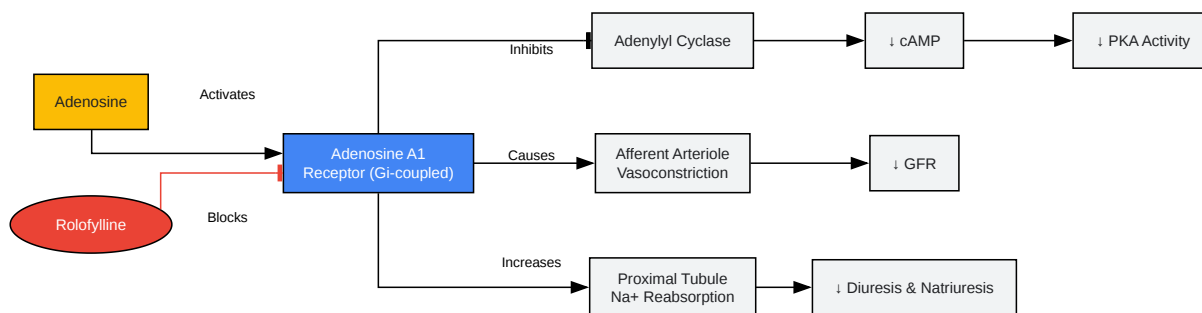 Adenosine
Activates
Rolofylline
Blocks
Adenosine A1
Receptor (Gi-coupled)
Inhibits
Adenylyl Cyclase
↓ cAMP
↓ PKA Activity
Causes
Afferent Arteriole
Vasoconstriction
↓ GFR
Increases
Proximal Tubule
Na+ Reabsorption
↓ Diuresis & Natriuresis